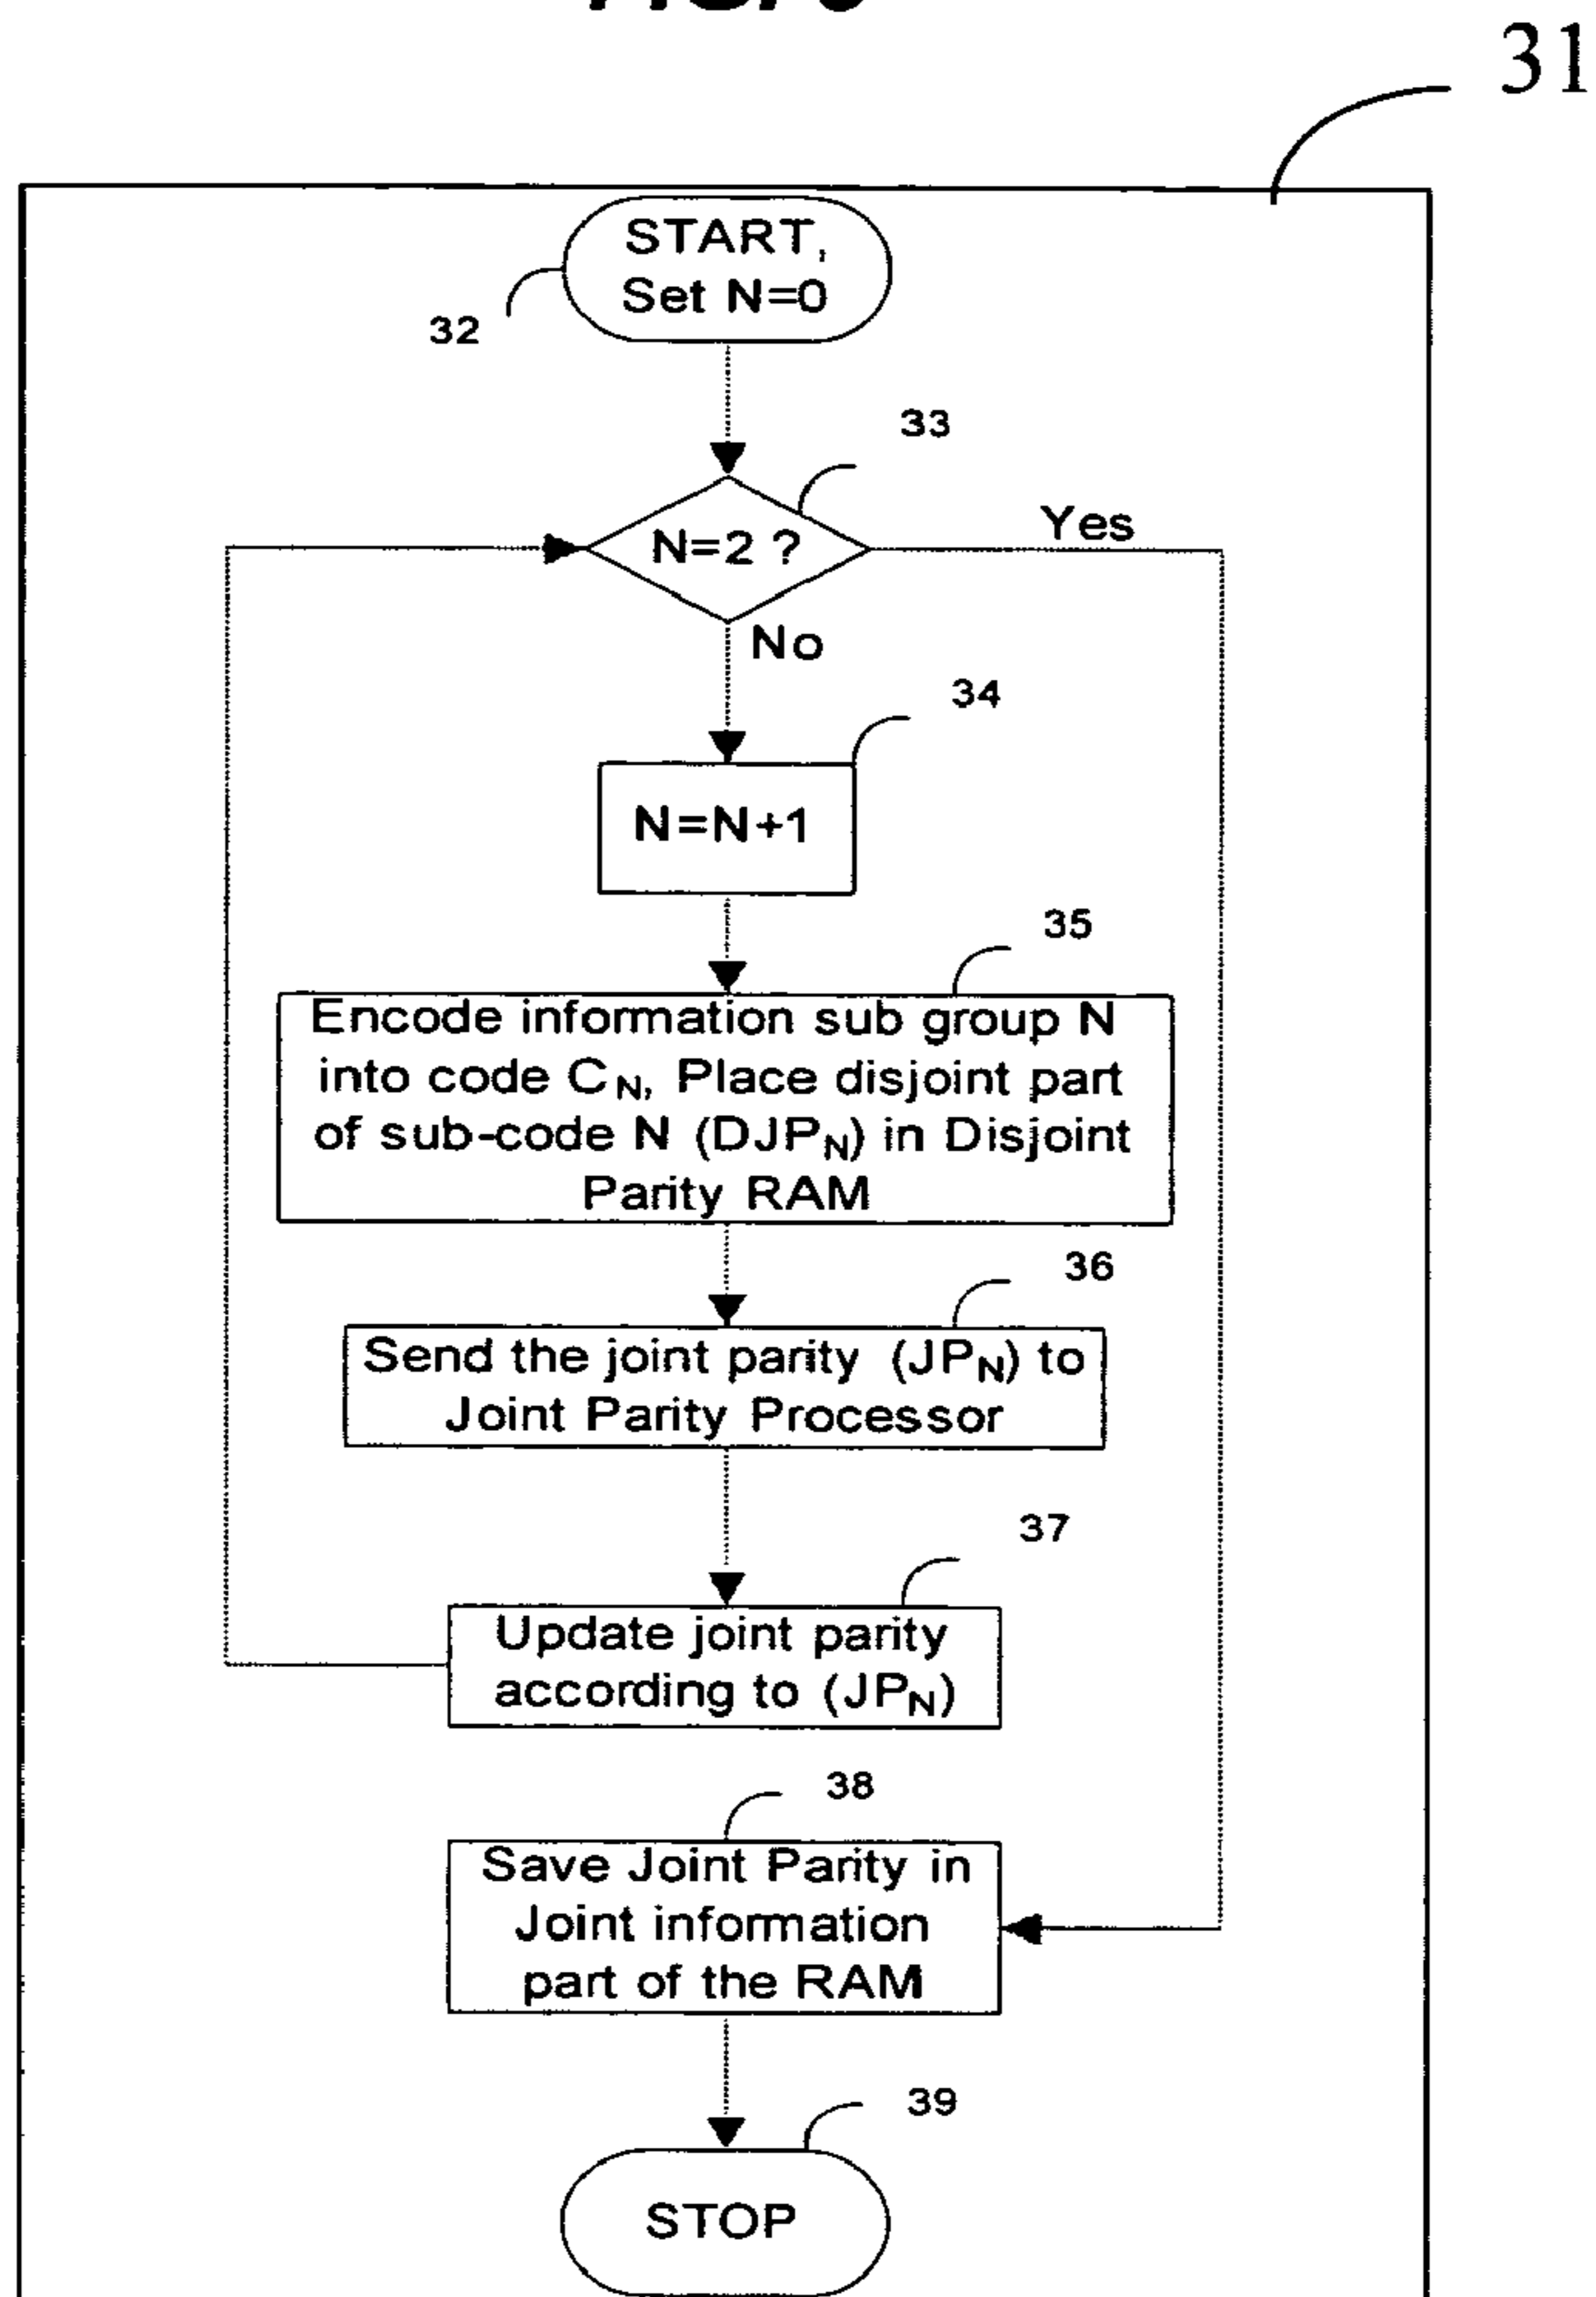 31
START,
Set N=0
32
33
N=2 ?
Yes
No
34
N=N+1
35
Encode information sub group N
into code C_N, Place disjoint part
of sub-code N (DJP_N) in Disjoint
Parity RAM
36
Send the joint parity (JP_N) to
Joint Parity Processor
37
Update joint parity
according to (JP_N)
38
Save Joint Parity in
Joint information
part of the RAM
39
STOP